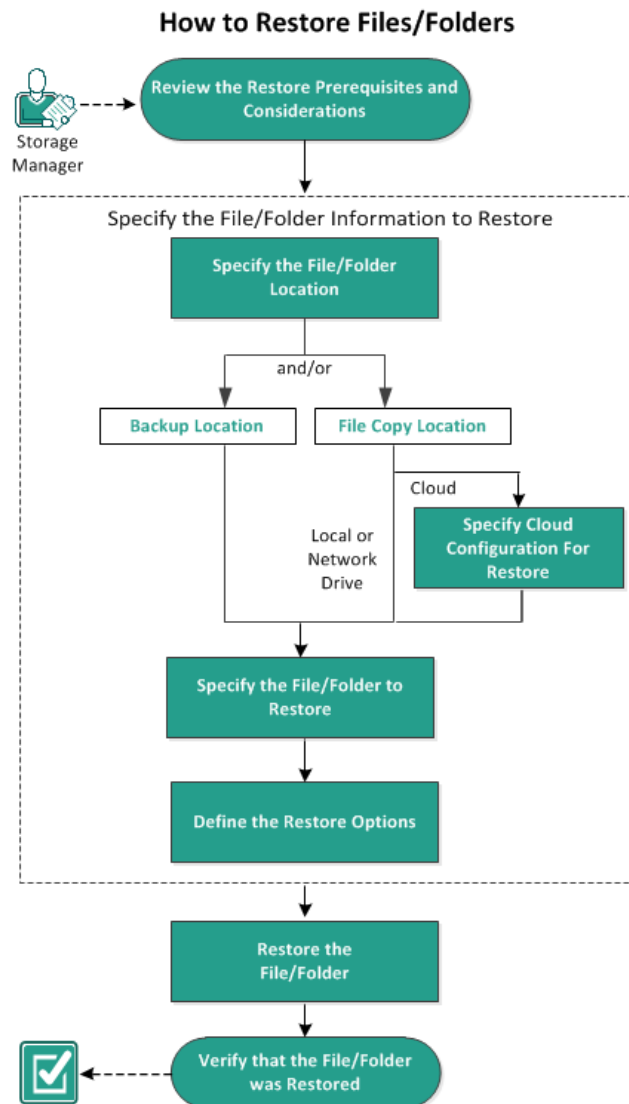 How to Restore Files/Folders
Review the Restore Prerequisites and
Considerations
Storage
Manager
Specify the File/Folder Information to Restore
Specify the File/Folder
Location
and/or
Backup Location
File Copy Location
Cloud
Local or
Network
Drive
Specify Cloud
Configuration For
Restore
Specify the File/Folder to
Restore
Define the Restore Options
Restore the
File/Folder
Verify that the File/Folder
was Restored